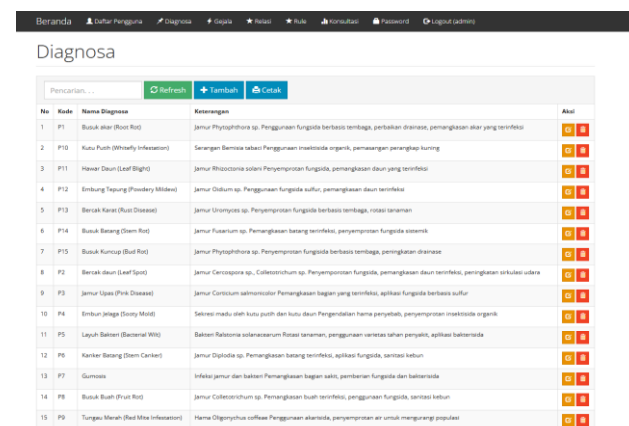 Beranda Daftar Pengguna Diagnosa Gejala Relasi Rule Konsultasi Password Logout (admin)
Diagnosa
Pencarian. . . Refresh Tambah Cetak
No Kode Nama Diagnosa Keterangan Aksi
1 P1 Busuk akar (Root Rot) Jamur Phytophthora sp. Penggunaan fungisida berbasis tembaga, perbaikan drainase, pemangkasan akar yang terinfeksi
2 P10 Kutu Putih (Whitefly Infestation) Serangan Bemisia tabaci Penggunaan insektisida organik, pemasangan perangkap kuning
3 P11 Hawar Daun (Leaf Blight) Jamur Rhizoctonia solani Penyemprotan fungisida, pemangkasan daun yang terinfeksi
4 P12 Embung Tepung (Powdery Mildew) Jamur Oidium sp. Penggunaan fungisida sulfur, pemangkasan daun terinfeksi
5 P13 Bercak Karat (Rust Disease) Jamur Uromyces sp. Penyemprotan fungisida berbasis tembaga, rotasi tanaman
6 P14 Busuk Batang (Stem Rot) Jamur Fusarium sp. Pemangkasan batang terinfeksi, penyemprotan fungisida sistemik
7 P15 Busuk Kuncup (Bud Rot) Jamur Phytophthora sp. Penyemprotan fungisida berbasis tembaga, peningkatan drainase
8 P2 Bercak daun (Leaf Spot) Jamur Cercospora sp., Colletotrichum sp. Penyemporotan fungisida, pemangkasan daun terinfeksi, peningkatan sirkulasi udara
9 P3 Jamur Upas (Pink Disease) Jamur Corticium salmonicolor Pemangkasan bagian yang terinfeksi, aplikasi fungisida berbasis sulfur
10 P4 Embun Jelaga (Sooty Mold) Sekresi madu oleh kutu putih dan kutu daun Pengendalian hama penyebab, penyemprotan insektisida organik
11 P5 Layuh Bakteri (Bacterial Wilt) Bakteri Ralstonia solanacearum Rotasi tanaman, penggunaan varietas tahan penyakit, aplikasi bakterisida
12 P6 Kanker Batang (Stem Canker) Jamur Diplodia sp. Pemangkasan batang terinfeksi, aplikasi fungisida, sanitasi kebun
13 P7 Gumosis Infeksi jamur dan bakteri Pemangkasan bagian sakit, pemberian fungisida dan bakterisida
14 P8 Busuk Buah (Fruit Rot) Jamur Colletotrichum sp. Pemangkasan buah terinfeksi, penggunaan fungisida, sanitasi kebun
15 P9 Tungau Merah (Red Mite Infestation) Hama Oligonychus coffeae Penggunaan akarisida, penyemprotan air untuk mengurangi populasi